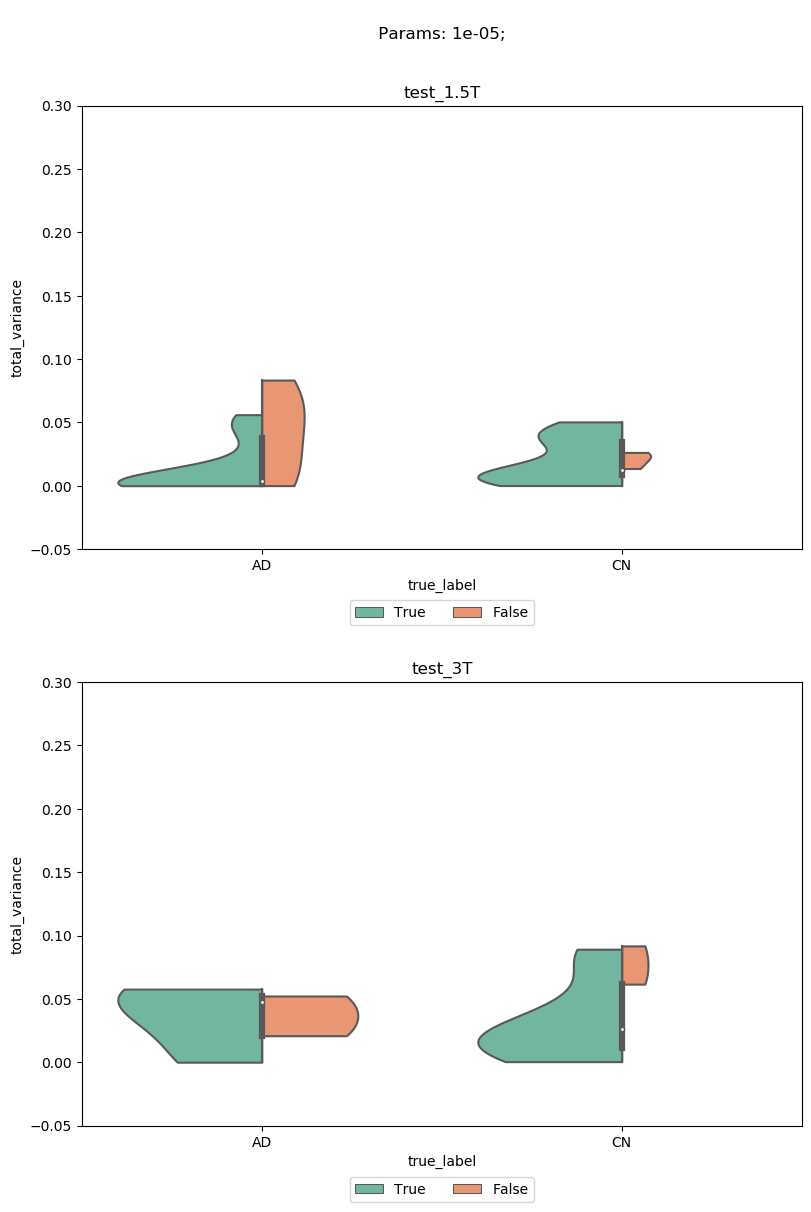 Params: 1e-05;
test_1.5T
0.30
0.25
0.20
0.15
0.10
0.05
0.00
−0.05
total_variance
AD CN
true_label
True False
test_3T
0.30
0.25
0.20
0.15
0.10
0.05
0.00
−0.05
total_variance
AD CN
true_label
True False